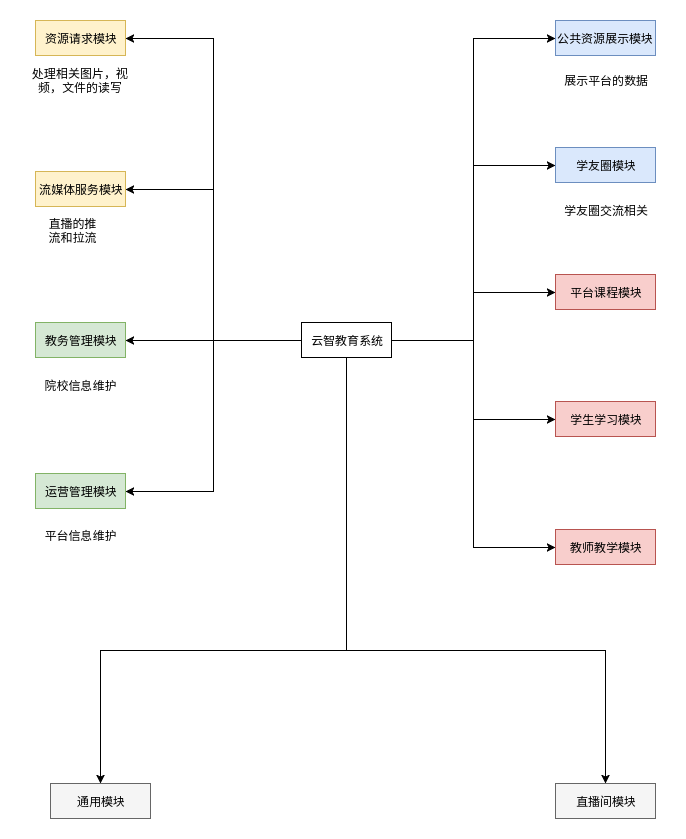 资源请求模块
处理相关图片，视
频，文件的读写
流媒体服务模块
直播的推
流和拉流
教务管理模块
院校信息维护
运营管理模块
平台信息维护
云智教育系统
公共资源展示模块
展示平台的数据
学友圈模块
学友圈交流相关
平台课程模块
学生学习模块
教师教学模块
通用模块
直播间模块